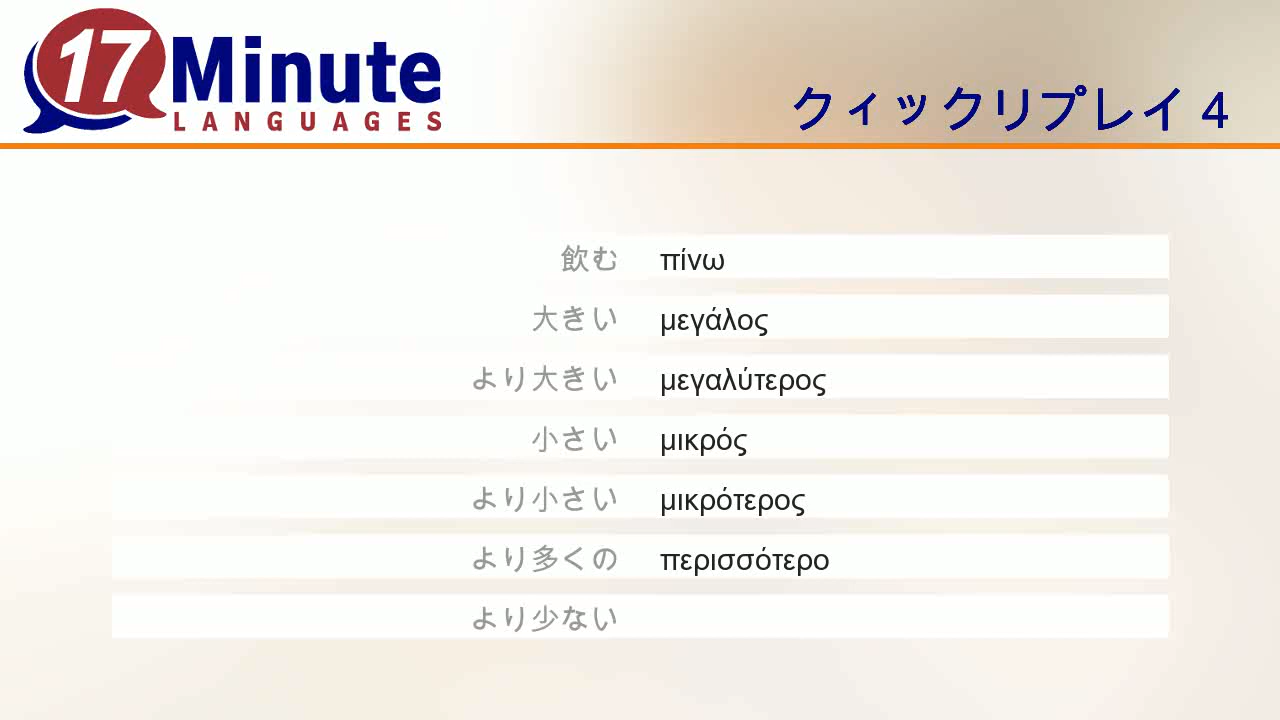 17 Minute
LANGUAGES
クィックリプレイ４
飲む πίνω
大きい μεγάλος
より大きい μεγαλύτερος
小さい μικρός
より小さい μικρότερος
より多くの περισσότερο
より少ない